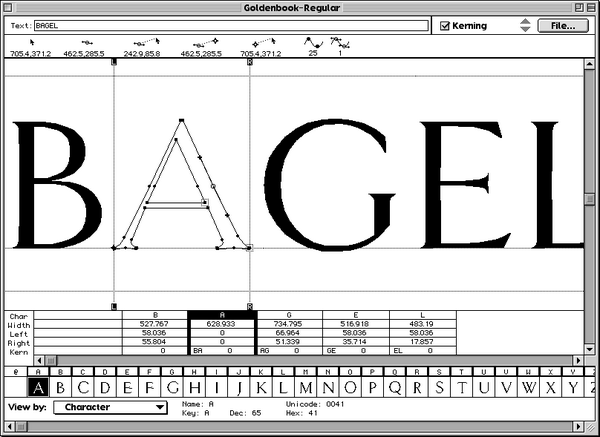 Goldenbook-Regular
Text: BAGEL Kerning File...
705.4,371.2 462.5,285.5 242.9,85.8 462.5,285.5 705.4,371.2 25 1
L R
BAGEL
L R
Char B A G E L
Width 527.767 628.933 734.795 516.918 483.19
Left 58.036 0 66.964 58.036 58.036
Right 55.804 0 51.339 35.714 17.857
Kern 0 BA 0 AG 0 GE 0 EL 0
@ A B C D E F G H I J K L M N O P Q R S T U V W X Y Z
A B C D E F G H I J K L M N O P Q R S T U V W X Y Z
View by: Character Name: A Unicode: 0041
Key: A Dec: 65 Hex: 41